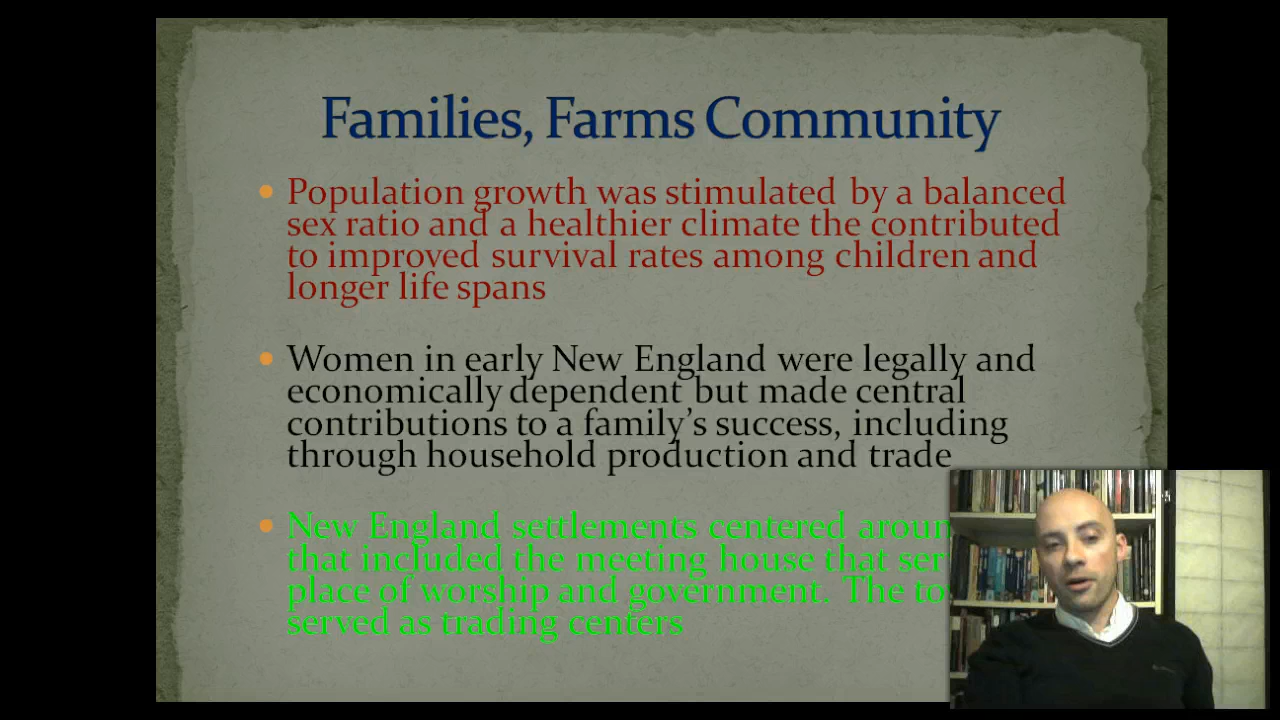 Families, Farms Community
Population growth was stimulated by a balanced
sex ratio and a healthier climate the contributed
to improved survival rates among children and
longer life spans
Women in early New England were legally and
economically dependent but made central
contributions to a family's success, including
through household production and trade
New England settlements centered
that included the meeting house that
place of worship and government. The
served as trading centers